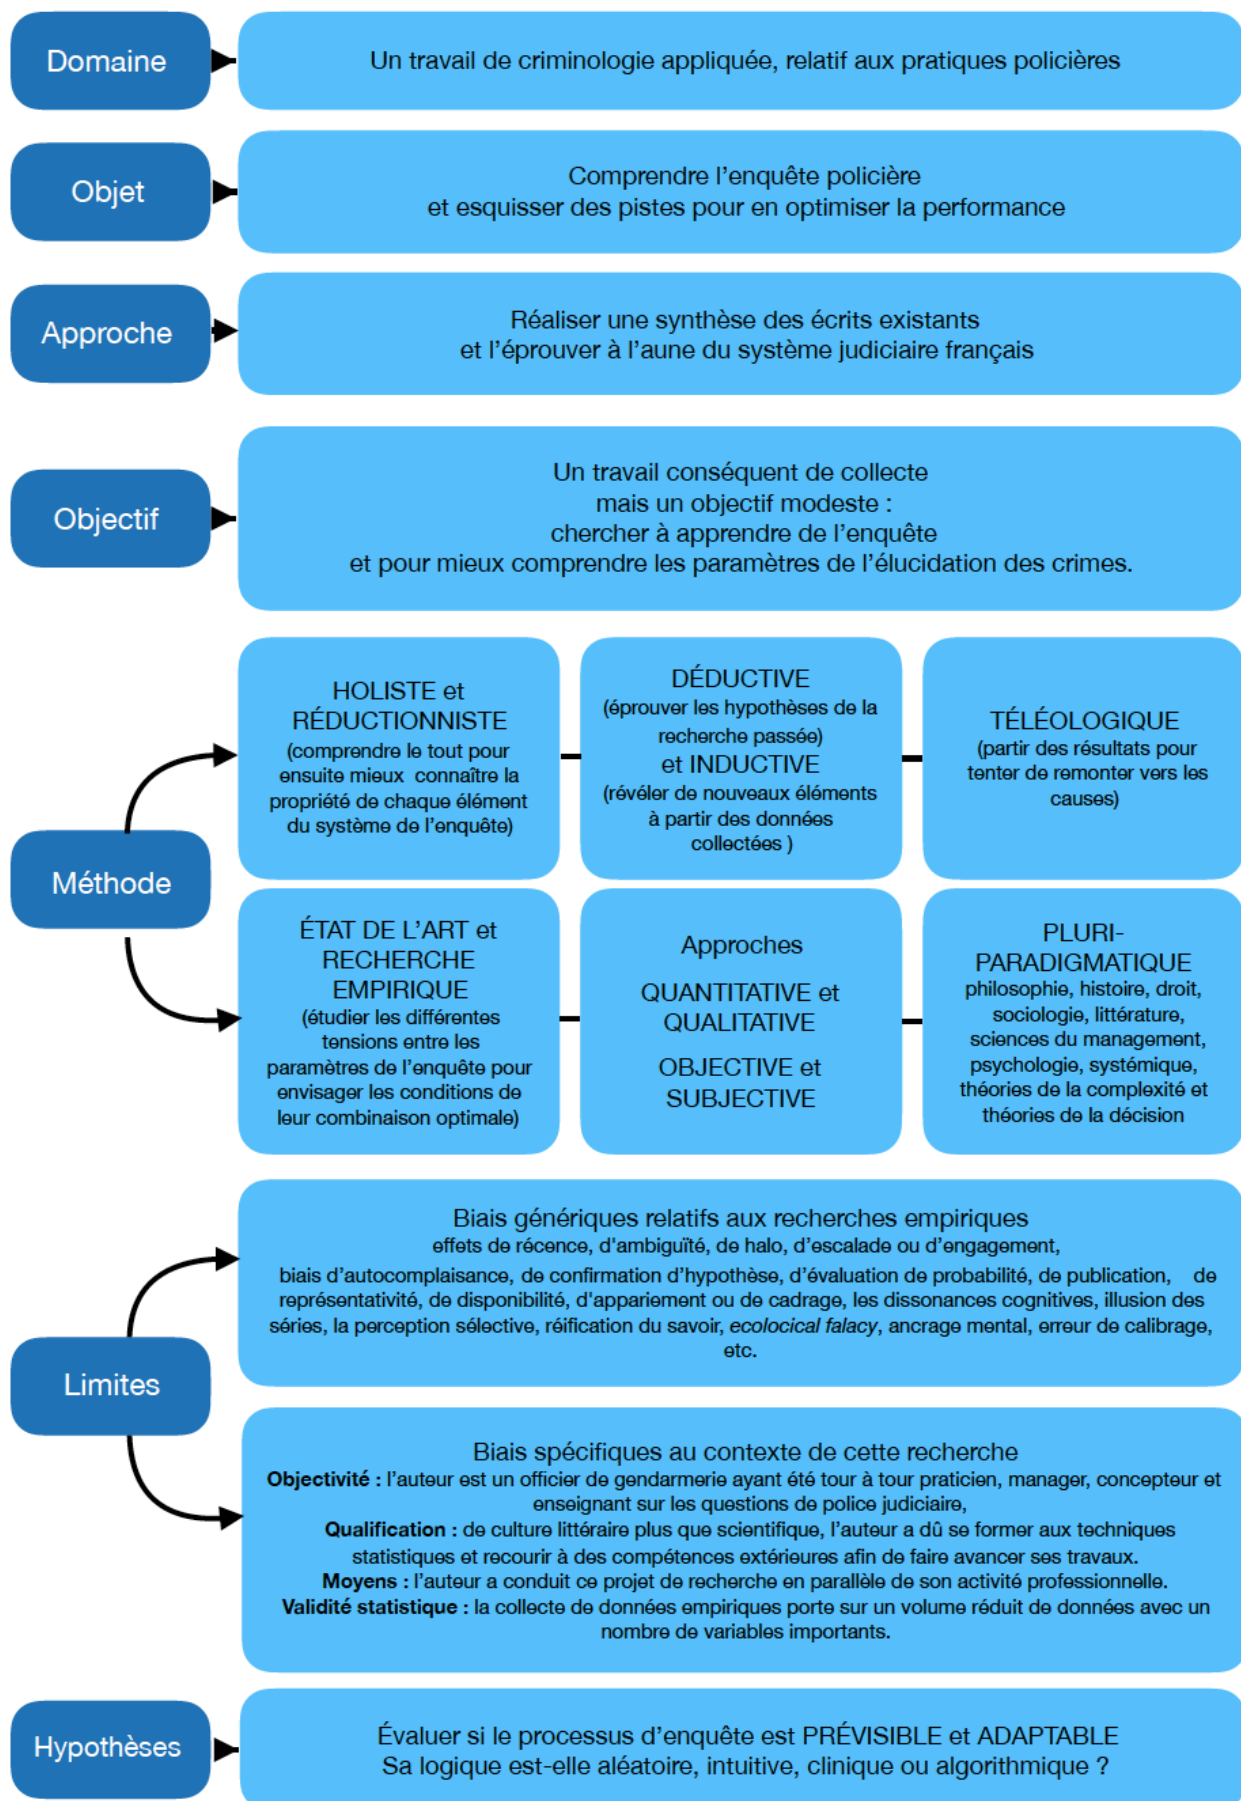 Domaine
Un travail de criminologie appliquée, relatif aux pratiques policières
Objet
Comprendre l’enquête policière
et esquisser des pistes pour en optimiser la performance
Approche
Réaliser une synthèse des écrits existants
et l’éprouver à l’aune du système judiciaire français
Objectif
Un travail conséquent de collecte
mais un objectif modeste :
chercher à apprendre de l’enquête
et pour mieux comprendre les paramètres de l’élucidation des crimes.
Méthode
HOLISTE et
RÉDUCTIONNISTE
(comprendre le tout pour
ensuite mieux connaître la
propriété de chaque élément
du système de l’enquête)
DÉDUCTIVE
(éprouver les hypothèses de la
recherche passée)
et INDUCTIVE
(révéler de nouveaux éléments
à partir des données
collectées )
TÉLÉOLOGIQUE
(partir des résultats pour
tenter de remonter vers les
causes)
ÉTAT DE L’ART et
RECHERCHE
EMPIRIQUE
(étudier les différentes
tensions entre les
paramètres de l’enquête pour
envisager les conditions de
leur combinaison optimale)
Approches
QUANTITATIVE et
QUALITATIVE
OBJECTIVE et
SUBJECTIVE
PLURI-
PARADIGMATIQUE
philosophie, histoire, droit,
sociologie, littérature,
sciences du management,
psychologie, systémique,
théories de la complexité et
théories de la décision
Limites
Biais génériques relatifs aux recherches empiriques
effets de récence, d'ambiguïté, de halo, d’escalade ou d’engagement,
biais d’autocomplaisance, de confirmation d’hypothèse, d’évaluation de probabilité, de publication, de
représentativité, de disponibilité, d'appariement ou de cadrage, les dissonances cognitives, illusion des
séries, la perception sélective, réification du savoir, ecolocical falacy, ancrage mental, erreur de calibrage,
etc.
Biais spécifiques au contexte de cette recherche
Objectivité : l’auteur est un officier de gendarmerie ayant été tour à tour praticien, manager, concepteur et
enseignant sur les questions de police judiciaire,
Qualification : de culture littéraire plus que scientifique, l’auteur a dû se former aux techniques
statistiques et recourir à des compétences extérieures afin de faire avancer ses travaux.
Moyens : l’auteur a conduit ce projet de recherche en parallèle de son activité professionnelle.
Validité statistique : la collecte de données empiriques porte sur un volume réduit de données avec un
nombre de variables importants.
Hypothèses
Évaluer si le processus d’enquête est PRÉVISIBLE et ADAPTABLE
Sa logique est-elle aléatoire, intuitive, clinique ou algorithmique ?